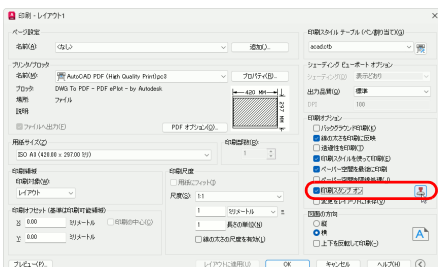 印刷 - レイアウト1
ページ設定
名前(A)
<なし>
追加(.)...
プリンタ/プロッタ
名前(M):
AutoCAD PDF (High Quality Print).pc3
プロパティ(R)...
プロッタ:
DWG To PDF - PDF ePlot - by Autodesk
場所:
ファイル
説明:
ファイルへ出力(F)
PDF オプション(O)...
420 MM
297 MM
用紙サイズ(Z)
ISO A3 (420.00 x 297.00 ミリ)
印刷部数(B):
1
印刷領域
印刷対象(W):
レイアウト
印刷尺度
用紙にフィット(I)
尺度(S):
1:1
1
ミリメートル
=
1
長さの単位(N)
線の太さの尺度を有効(L)
印刷オフセット (基準は印刷可能領域)
X:
0.00
ミリメートル
印刷の中心(C)
Y:
0.00
ミリメートル
印刷スタイル テーブル (ペン割り当て)(G)
acad.ctb
シェーディング ビューポート オプション
シェーディング(D)
表示どおり
出力品質(Q)
標準
DPI
100
印刷オプション
バックグラウンド印刷(K)
線の太さを印刷に反映
透過性を印刷(T)
印刷スタイルを使って印刷(E)
ペーパー空間を最後に印刷
印刷スタンプ オン
変更をレイアウトに保存(V)
図面の方向
縦
横
上下を反転して印刷(-)
A
プレビュー(P)...
レイアウトに適用(U)
OK
キャンセル
ヘルプ(H)